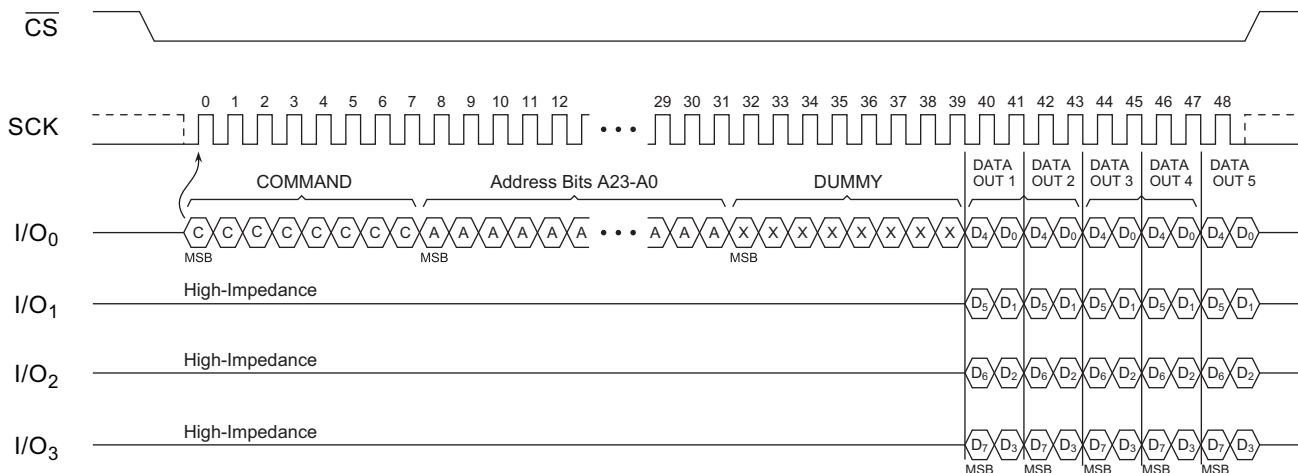 CS
0 1 2 3 4 5 6 7 8 9 10 11 12 29 30 31 32 33 34 35 36 37 38 39 40 41 42 43 44 45 46 47 48
SCK • • •
COMMAND Address Bits A23-A0 DUMMY DATA OUT 1 DATA OUT 2 DATA OUT 3 DATA OUT 4 DATA OUT 5
I/O0 C C C C C C C C A A A A A A • • • A A A X X X X X X X X D4 D0 D4 D0 D4 D0 D4 D0 D4 D0
MSB MSB MSB
High-Impedance
I/O1 D5 D1 D5 D1 D5 D1 D5 D1 D5 D1
High-Impedance
I/O2 D6 D2 D6 D2 D6 D2 D6 D2 D6 D2
High-Impedance
I/O3 D7 D3 D7 D3 D7 D3 D7 D3 D7 D3
MSB MSB MSB MSB MSB